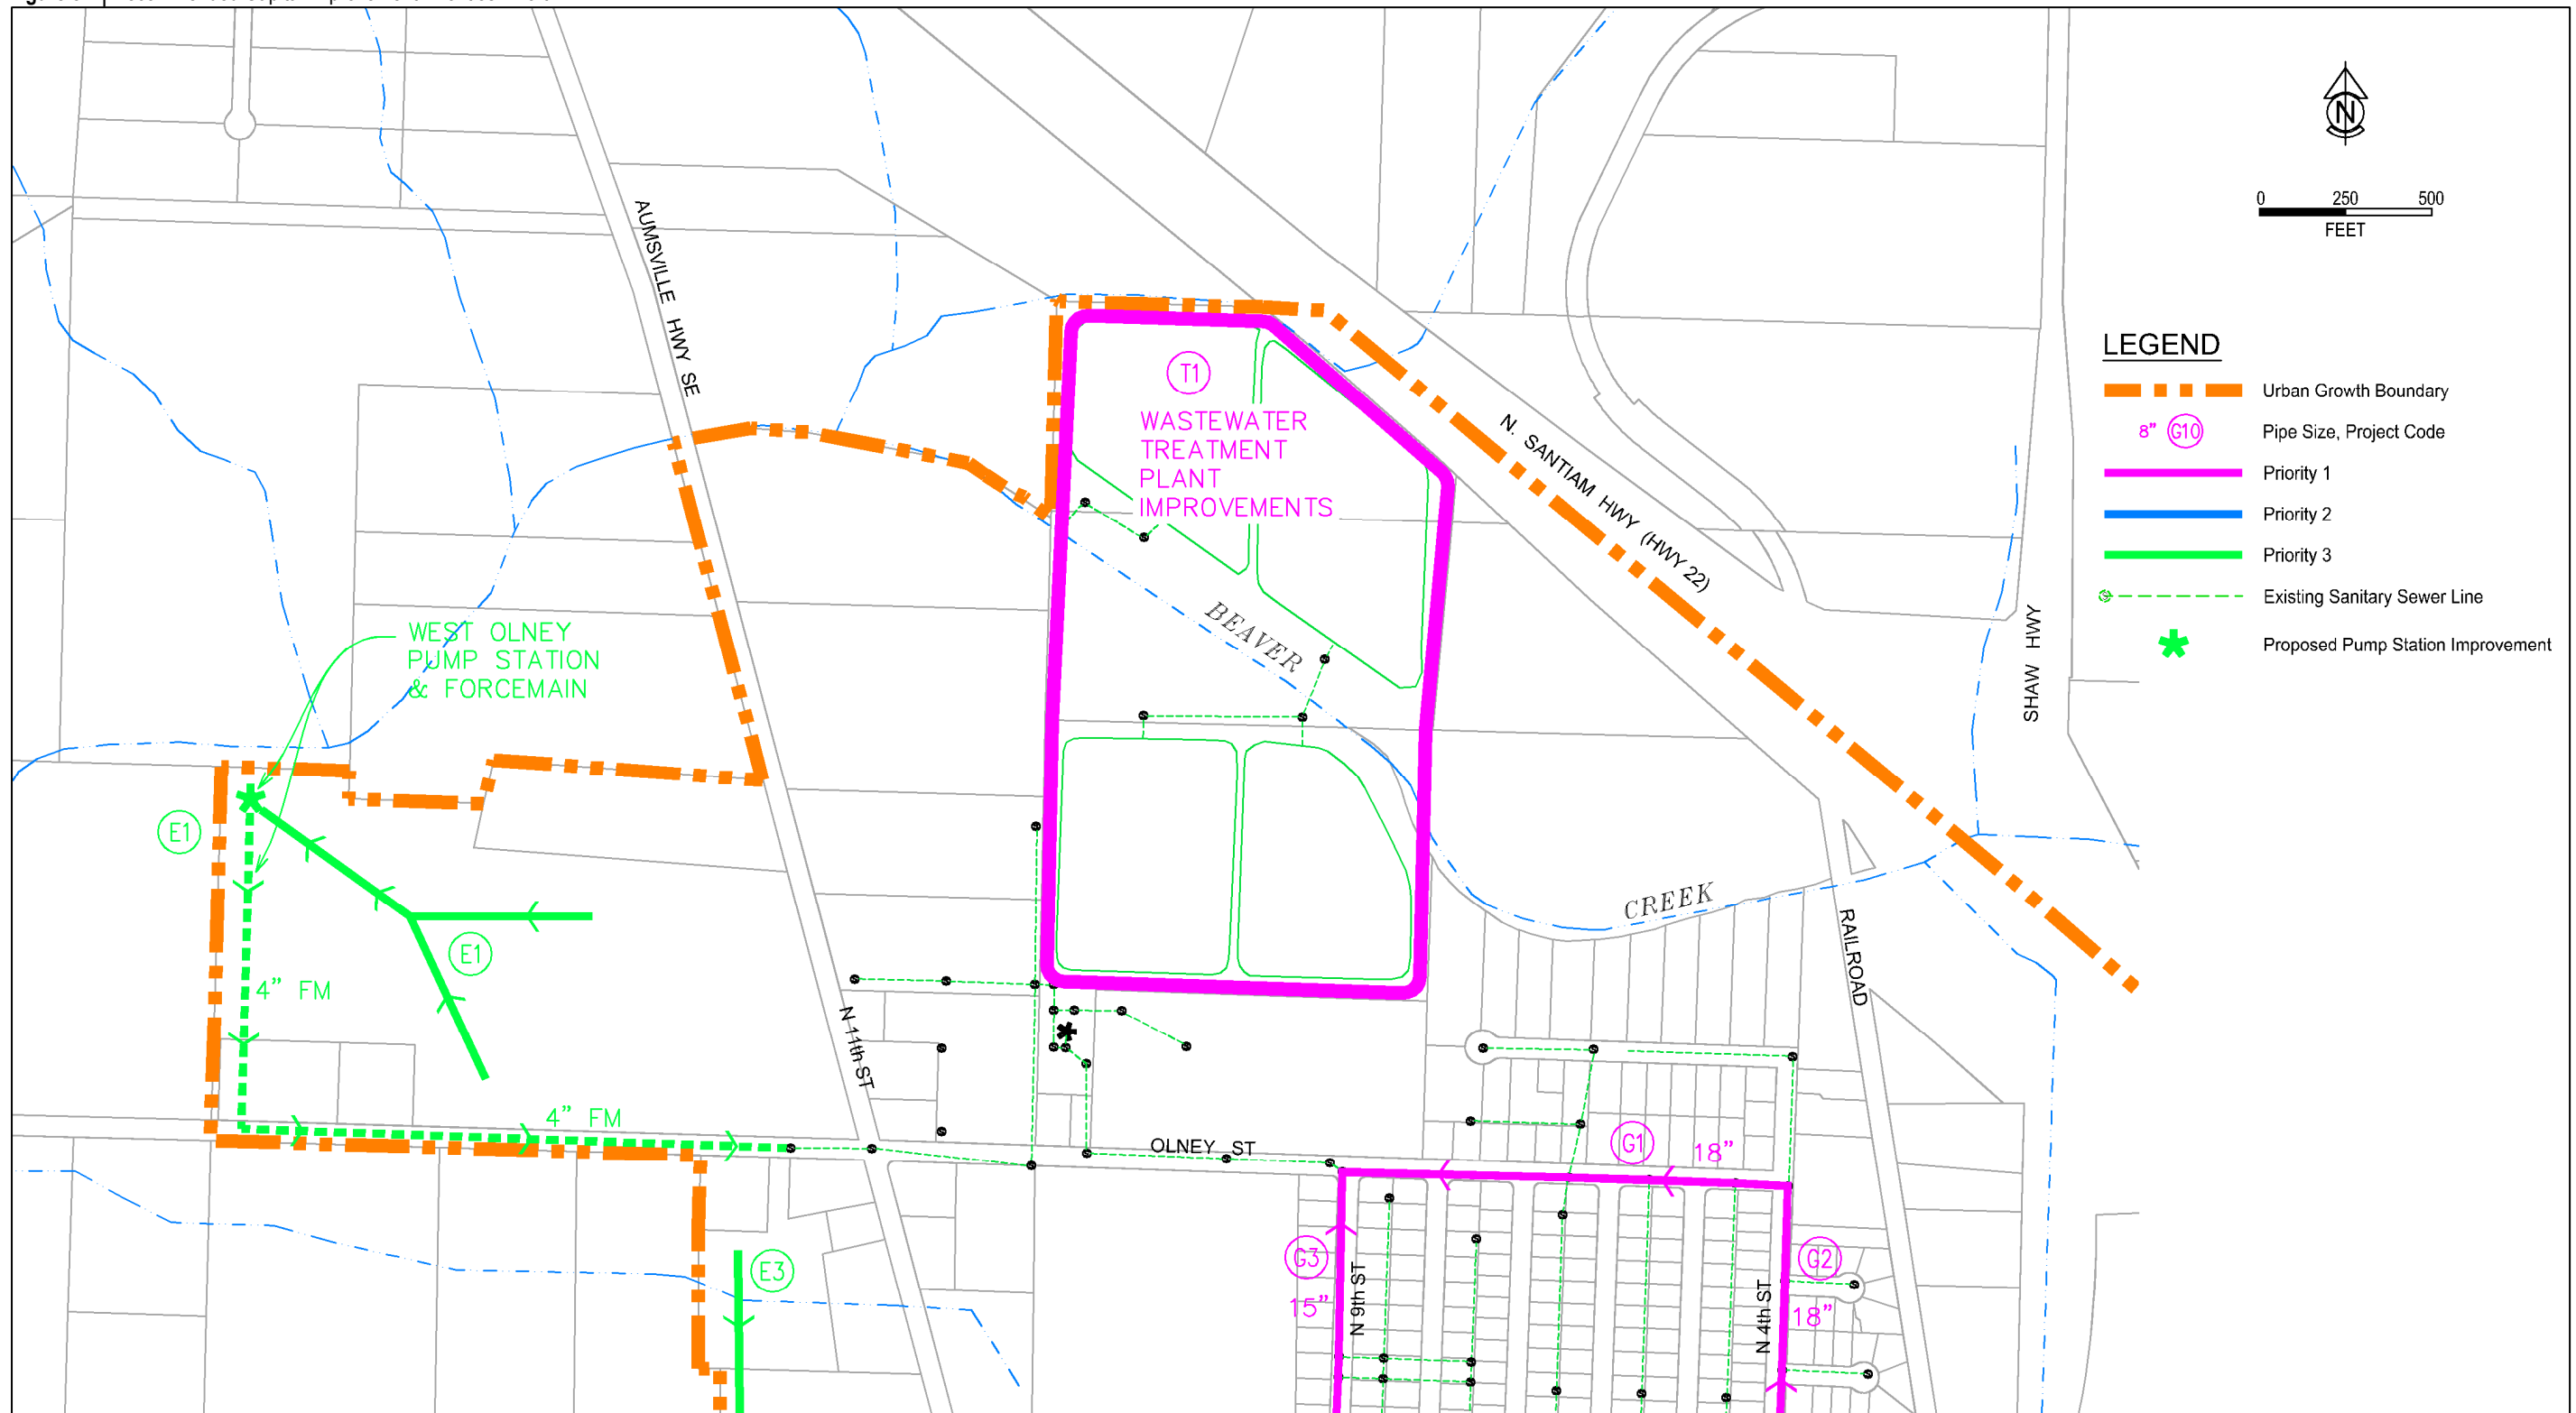 N
0 250 500
FEET
AUMSVILLE HWY SE
LEGEND
Urban Growth Boundary
8" G10 Pipe Size, Project Code
Priority 1
Priority 2
Priority 3
Existing Sanitary Sewer Line
Proposed Pump Station Improvement
T1
WASTEWATER
TREATMENT
PLANT
IMPROVEMENTS
N. SANTIAM HWY (HWY 22)
BEAVER
WEST OLNEY
PUMP STATION
& FORCEMAIN
SHAW HWY
E1
CREEK
E1
RAILROAD
4" FM
N 11th ST
4" FM
OLNEY ST
G1 18"
E3
G3
15"
N 9th ST
N 4th ST
G2
18"